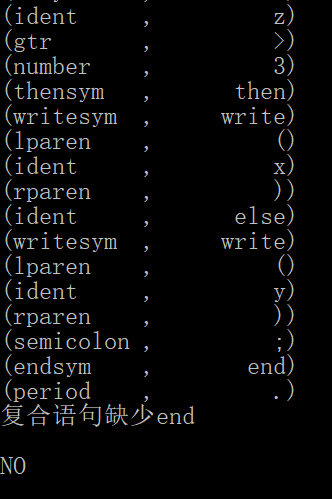 (ident    ,         z)
(gtr      ,         >)
(number   ,         3)
(thensym  ,      then)
(writesym ,     write)
(lparen   ,         ()
(ident    ,         x)
(rparen   ,         ))
(ident    ,      else)
(writesym ,     write)
(lparen   ,         ()
(ident    ,         y)
(rparen   ,         ))
(semicolon ,         ;)
(endsym   ,       end)
(period   ,         .)
复合语句缺少end
NO